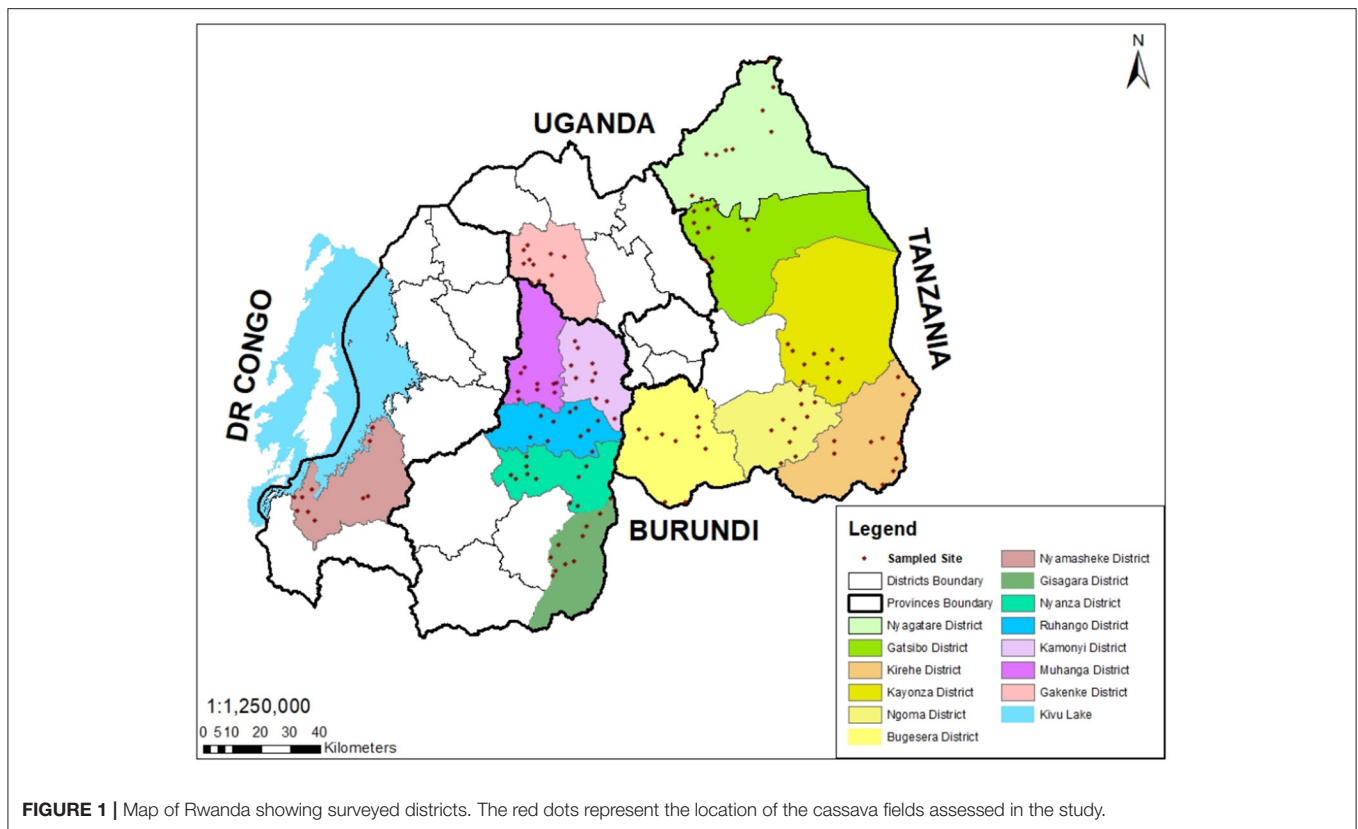 N
UGANDA
TANZANIA
DR CONGO
BURUNDI
Legend
Sampled Site
Districts Boundary
Provinces Boundary
Nyagatare District
Gatsibo District
Kirehe District
Kayonza District
Ngoma District
Bugesera District
Nyamasheke District
Gisagara District
Nyanza District
Ruhango District
Kamonyi District
Muhanga District
Gakenke District
Kivu Lake
1:1,250,000
0 5 10 20 30 40
Kilometers
FIGURE 1 | Map of Rwanda showing surveyed districts. The red dots represent the location of the cassava fields assessed in the study.